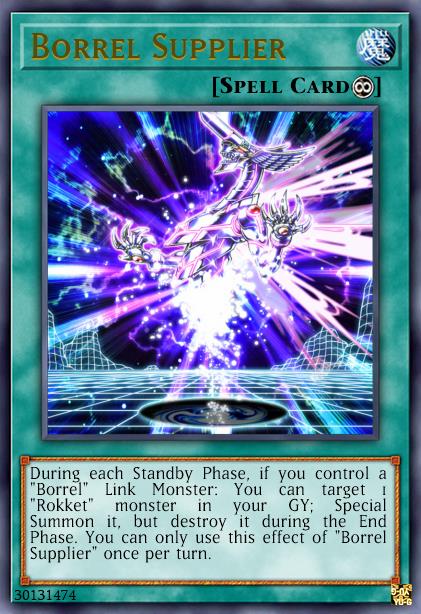 Borrel Supplier
魔
[Spell Card∞]
During each Standby Phase, if you control a
"Borrel" Link Monster: You can target 1
"Rokket" monster in your GY; Special
Summon it, but destroy it during the End
Phase. You can only use this effect of "Borrel
Supplier" once per turn.
30131474